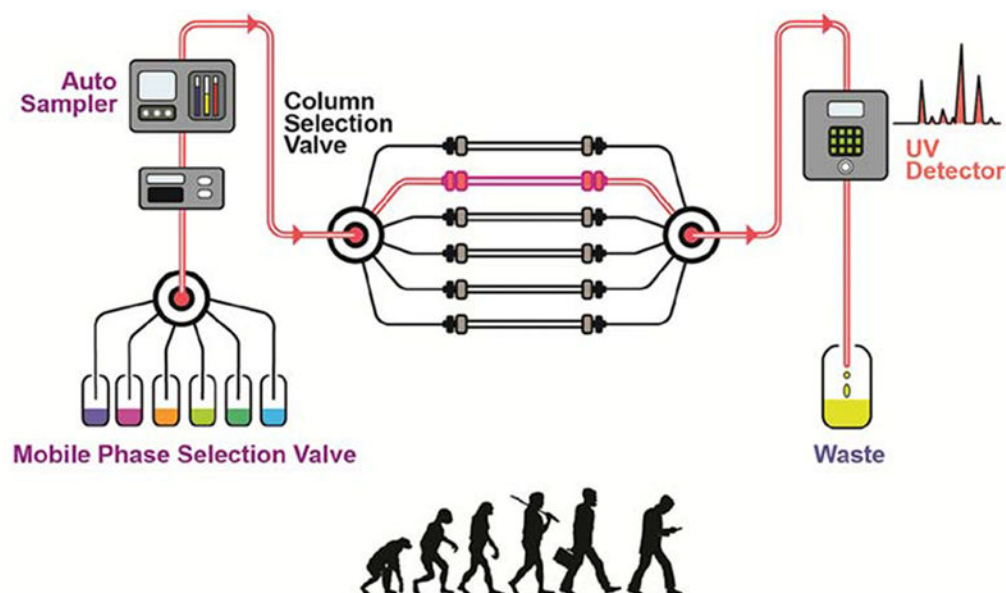 Auto
Sampler
Column
Selection
Valve
UV
Detector
Mobile Phase Selection Valve
Waste